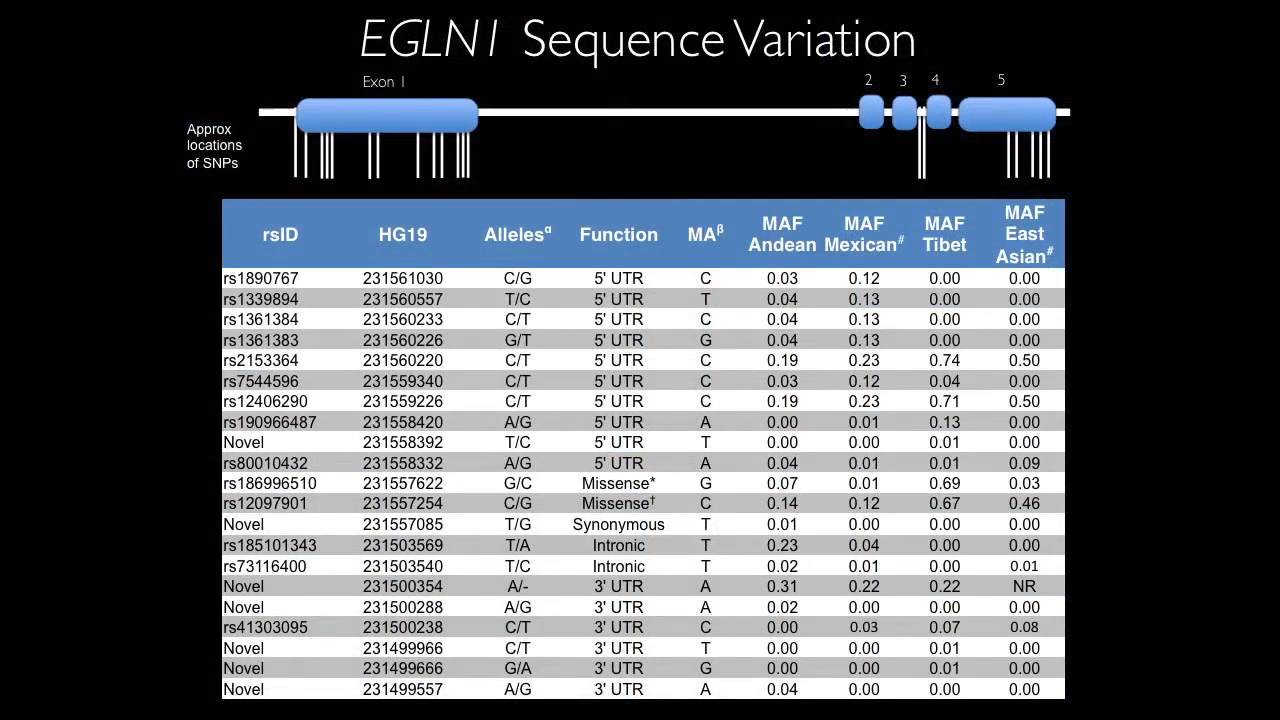 EGLN1 Sequence Variation
Exon 1 2 3 4 5
Approx
locations
of SNPs
rsID HG19 Allelesα Function MAβ MAF Andean MAF Mexican# MAF Tibet MAF East Asian#
rs1890767 231561030 C/G 5' UTR C 0.03 0.12 0.00 0.00
rs1339894 231560557 T/C 5' UTR T 0.04 0.13 0.00 0.00
rs1361384 231560233 C/T 5' UTR C 0.04 0.13 0.00 0.00
rs1361383 231560226 G/T 5' UTR G 0.04 0.13 0.00 0.00
rs2153364 231560220 C/T 5' UTR C 0.19 0.23 0.74 0.50
rs7544596 231559340 C/T 5' UTR C 0.03 0.12 0.04 0.00
rs12406290 231559226 C/T 5' UTR C 0.19 0.23 0.71 0.50
rs190966487 231558420 A/G 5' UTR A 0.00 0.01 0.13 0.00
Novel 231558392 T/C 5' UTR T 0.00 0.00 0.01 0.00
rs80010432 231558332 A/G 5' UTR A 0.04 0.01 0.01 0.09
rs186996510 231557622 G/C Missense* G 0.07 0.01 0.69 0.03
rs12097901 231557254 C/G Missense† C 0.14 0.12 0.67 0.46
Novel 231557085 T/G Synonymous T 0.01 0.00 0.00 0.00
rs185101343 231503569 T/A Intronic T 0.23 0.04 0.00 0.00
rs73116400 231503540 T/C Intronic T 0.02 0.01 0.00 0.01
Novel 231500354 A/- 3' UTR A 0.31 0.22 0.22 NR
Novel 231500288 A/G 3' UTR A 0.02 0.00 0.00 0.00
rs41303095 231500238 C/T 3' UTR C 0.00 0.03 0.07 0.08
Novel 231499966 C/T 3' UTR T 0.00 0.00 0.01 0.00
Novel 231499666 G/A 3' UTR G 0.00 0.00 0.01 0.00
Novel 231499557 A/G 3' UTR A 0.04 0.00 0.00 0.00